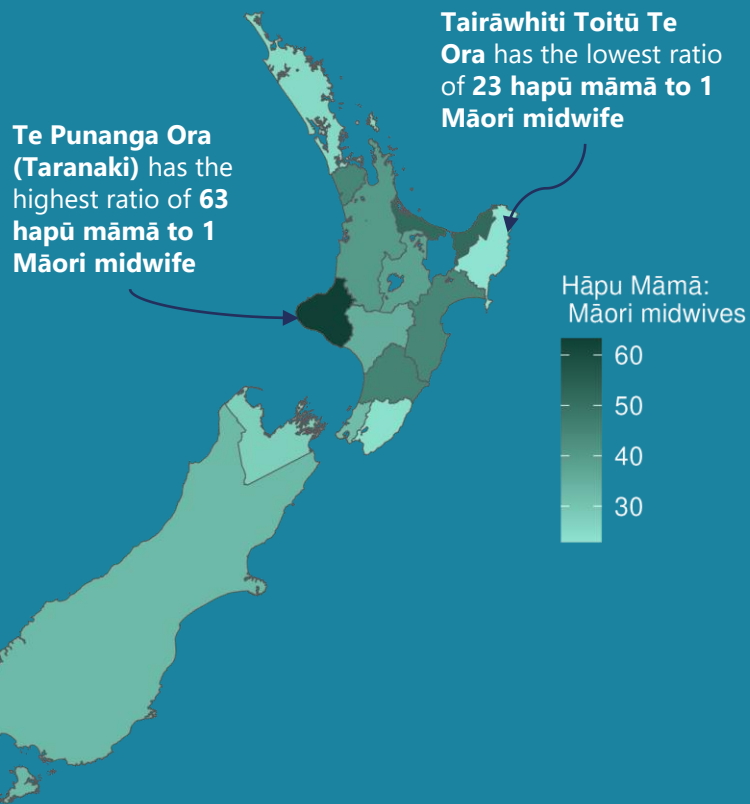 Tairāwhiti Toitū Te
Ora has the lowest ratio
of 23 hapū māmā to 1
Māori midwife
Te Punanga Ora
(Taranaki) has the
highest ratio of 63
hapū māmā to 1
Māori midwife
Hāpu Māmā:
Māori midwives
60
50
40
30